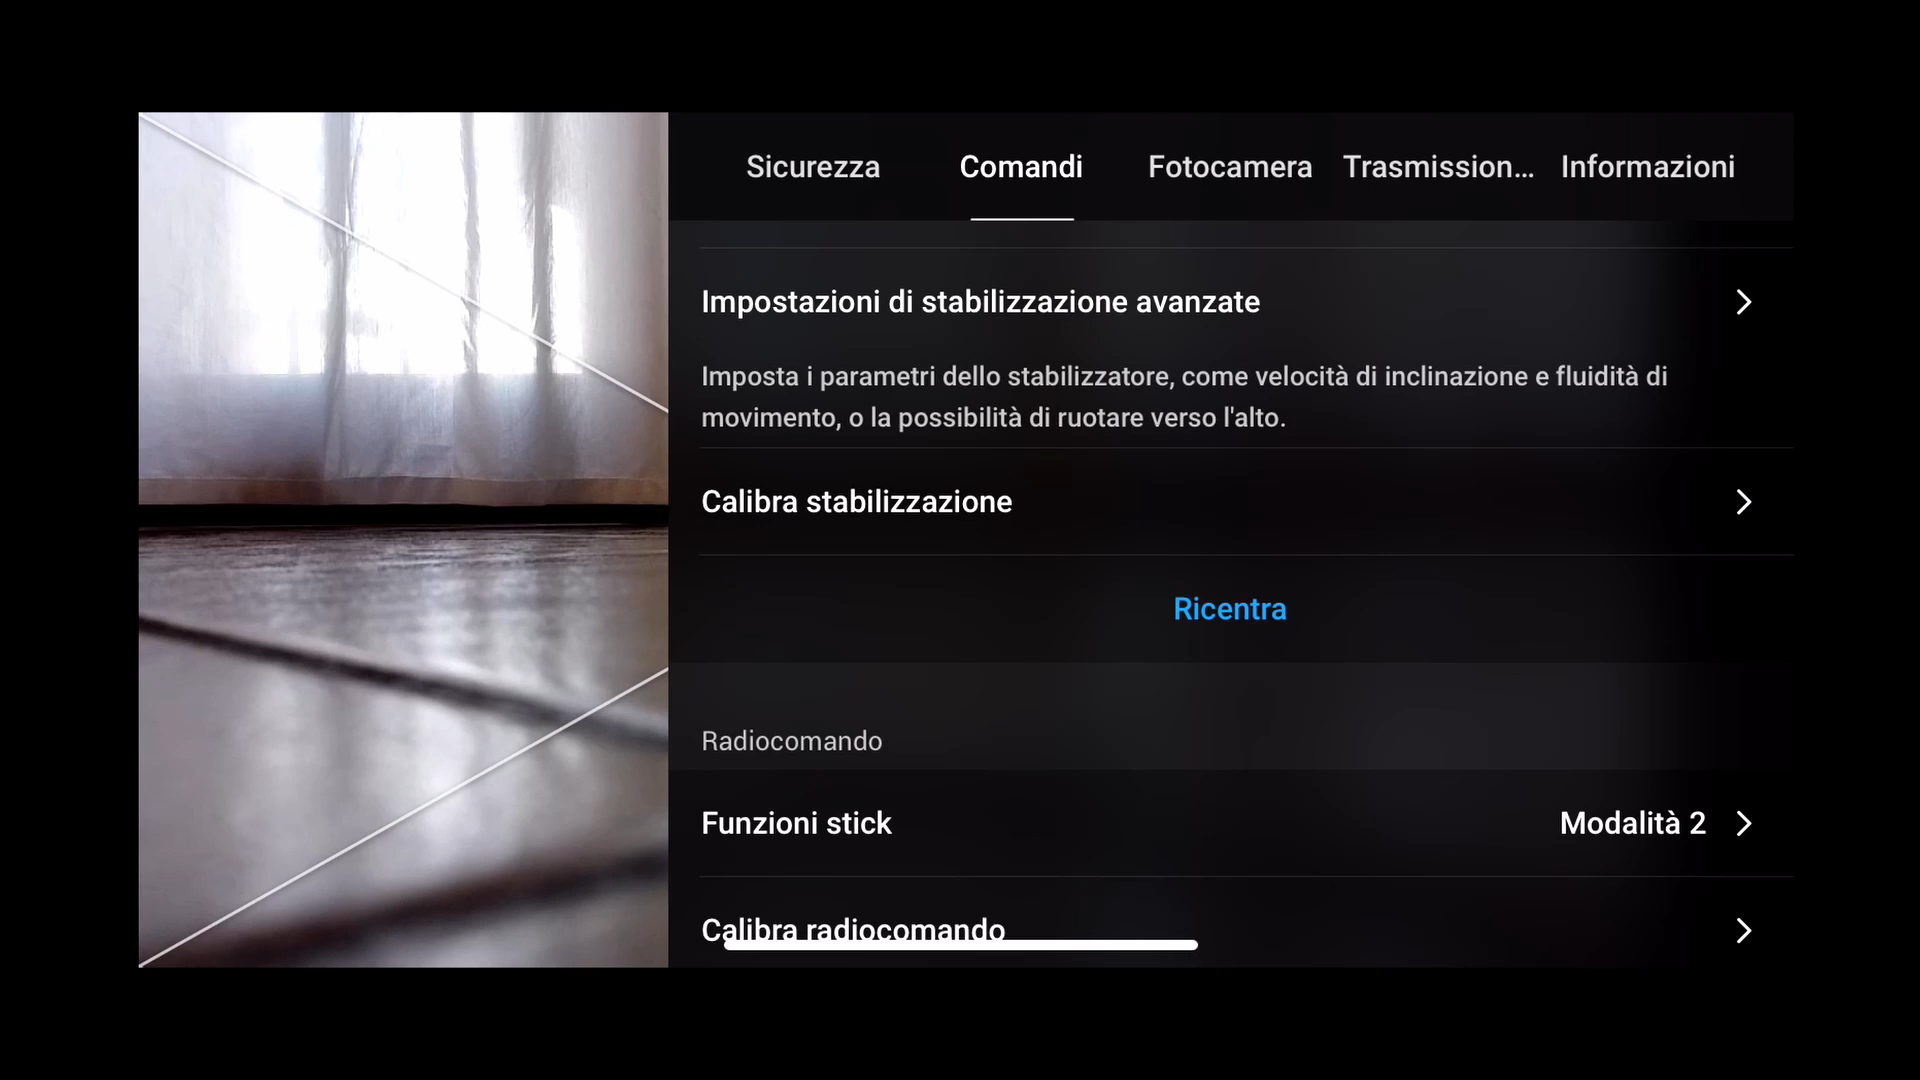 Sicurezza Comandi Fotocamera Trasmission... Informazioni
Impostazioni di stabilizzazione avanzate
Imposta i parametri dello stabilizzatore, come velocità di inclinazione e fluidità di
movimento, o la possibilità di ruotare verso l'alto.
Calibra stabilizzazione
Ricentra
Radiocomando
Funzioni stick Modalità 2
Calibra radiocomando